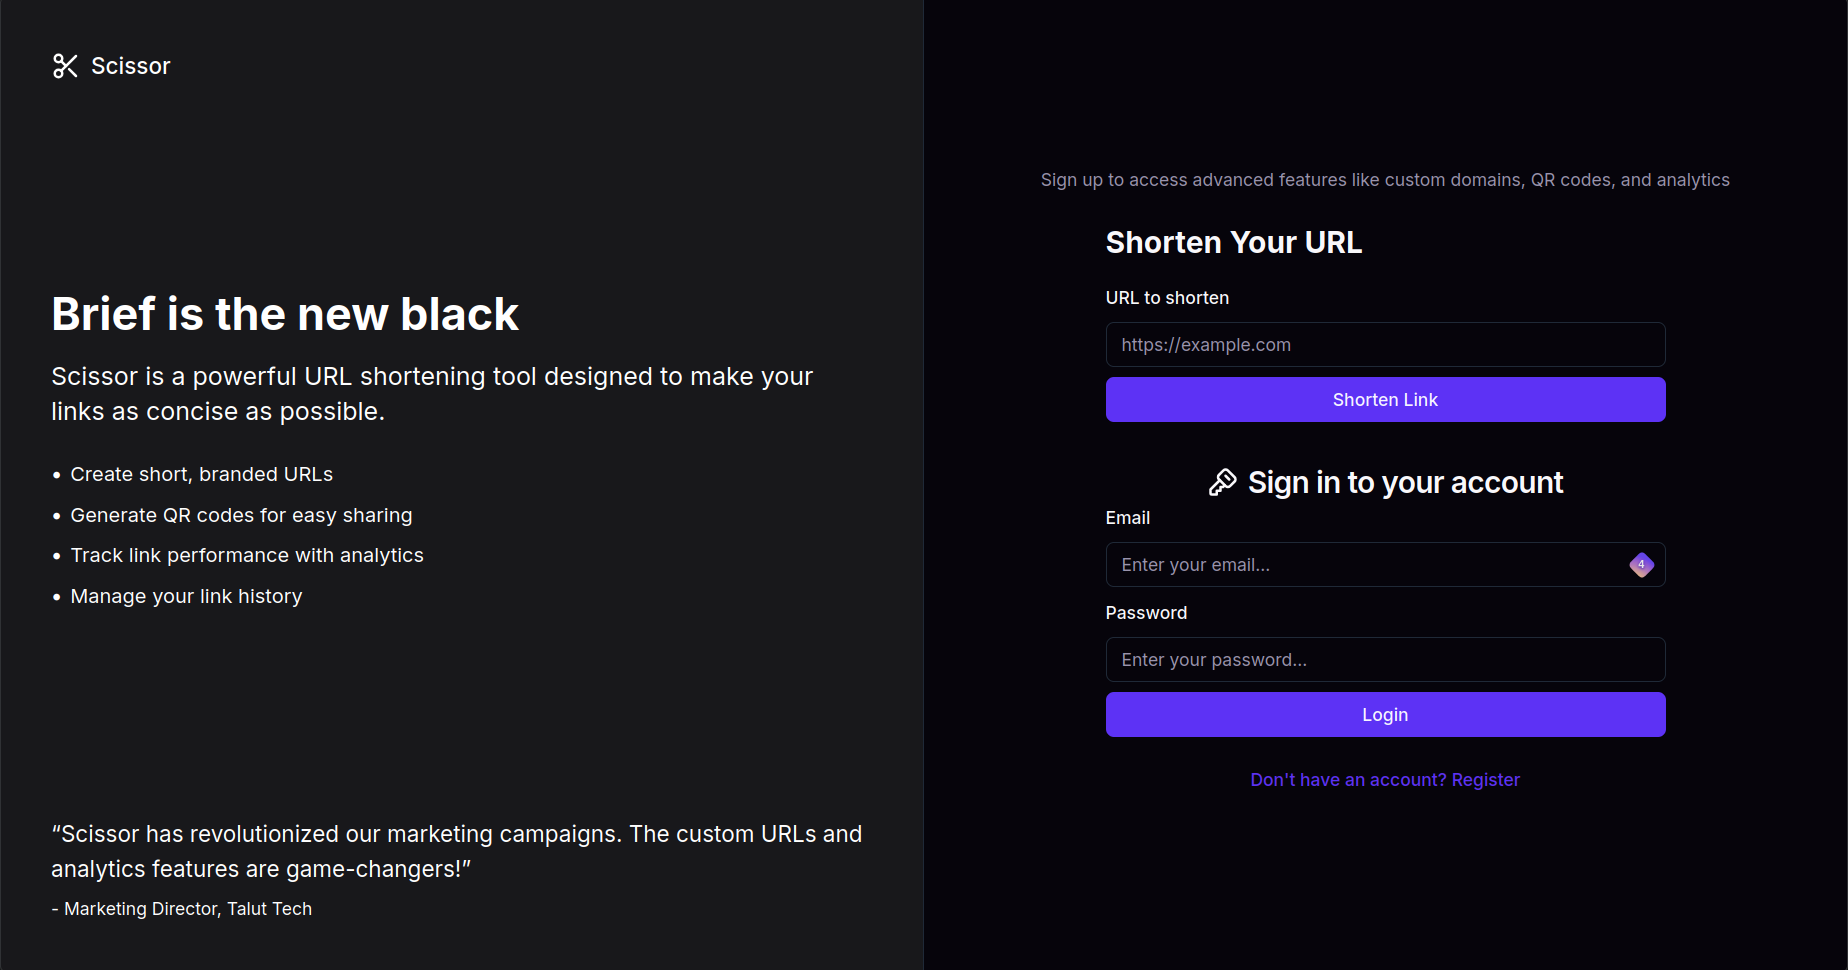 Scissor
Brief is the new black
Scissor is a powerful URL shortening tool designed to make your
links as concise as possible.
• Create short, branded URLs
• Generate QR codes for easy sharing
• Track link performance with analytics
• Manage your link history
“Scissor has revolutionized our marketing campaigns. The custom URLs and
analytics features are game-changers!”
- Marketing Director, Talut Tech
Sign up to access advanced features like custom domains, QR codes, and analytics
Shorten Your URL
URL to shorten
https://example.com
Shorten Link
Sign in to your account
Email
Enter your email...
4
Password
Enter your password...
Login
Don't have an account? Register